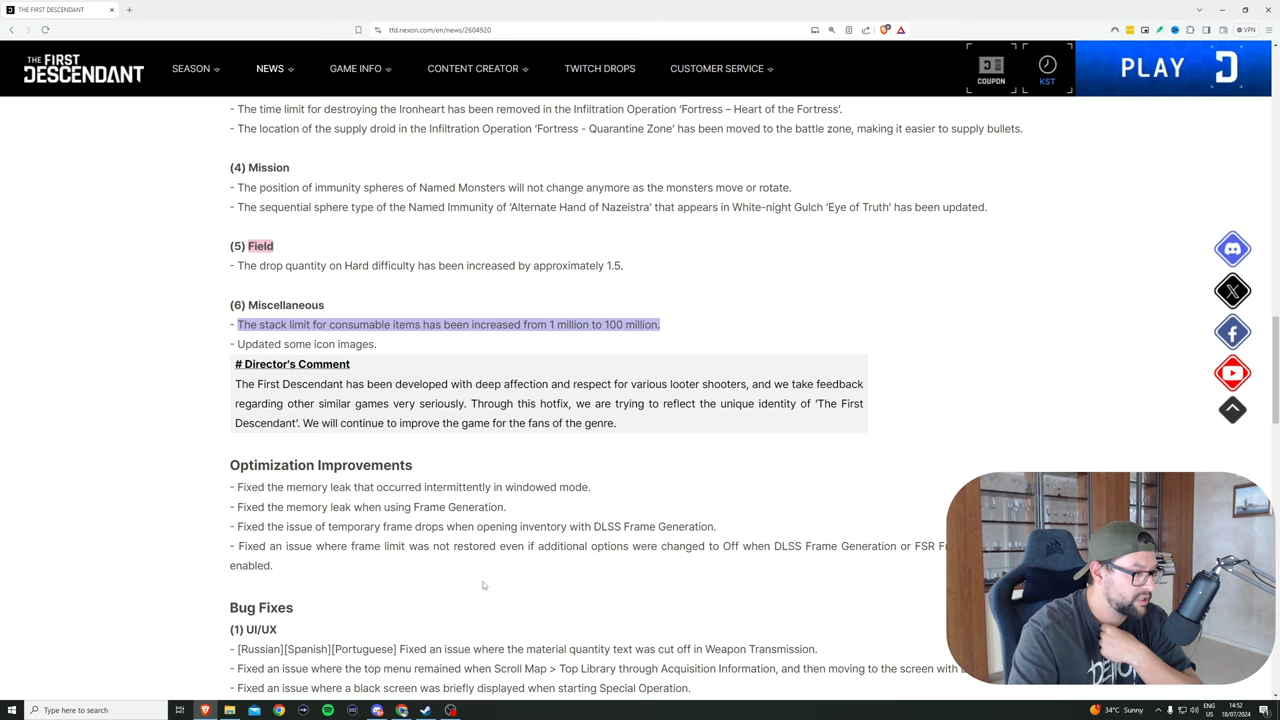 THE FIRST DESCENDANT
tfd.nexon.com/en/news/2604920
VPN
THE FIRST
DESCENDANT
SEASON
NEWS
GAME INFO
CONTENT CREATOR
TWITCH DROPS
CUSTOMER SERVICE
COUPON
KST
PLAY
- The time limit for destroying the Ironheart has been removed in the Infiltration Operation ‘Fortress – Heart of the Fortress’.
- The location of the supply droid in the Infiltration Operation ‘Fortress - Quarantine Zone’ has been moved to the battle zone, making it easier to supply bullets.
(4) Mission
- The position of immunity spheres of Named Monsters will not change anymore as the monsters move or rotate.
- The sequential sphere type of the Named Immunity of ‘Alternate Hand of Nazeistra’ that appears in White-night Gulch ‘Eye of Truth’ has been updated.
(5) Field
- The drop quantity on Hard difficulty has been increased by approximately 1.5.
(6) Miscellaneous
- The stack limit for consumable items has been increased from 1 million to 100 million.
- Updated some icon images.
# Director's Comment
The First Descendant has been developed with deep affection and respect for various looter shooters, and we take feedback
regarding other similar games very seriously. Through this hotfix, we are trying to reflect the unique identity of ‘The First
Descendant’. We will continue to improve the game for the fans of the genre.
Optimization Improvements
- Fixed the memory leak that occurred intermittently in windowed mode.
- Fixed the memory leak when using Frame Generation.
- Fixed the issue of temporary frame drops when opening inventory with DLSS Frame Generation.
- Fixed an issue where frame limit was not restored even if additional options were changed to Off when DLSS Frame Generation or FSR
enabled.
Bug Fixes
(1) UI/UX
- [Russian][Spanish][Portuguese] Fixed an issue where the material quantity text was cut off in Weapon Transmission.
- Fixed an issue where the top menu remained when Scroll Map > Top Library through Acquisition Information, and then moving to the screen with
- Fixed an issue where a black screen was briefly displayed when starting Special Operation.
Type here to search
34°C Sunny
ENG
US
14:52
18/07/2024